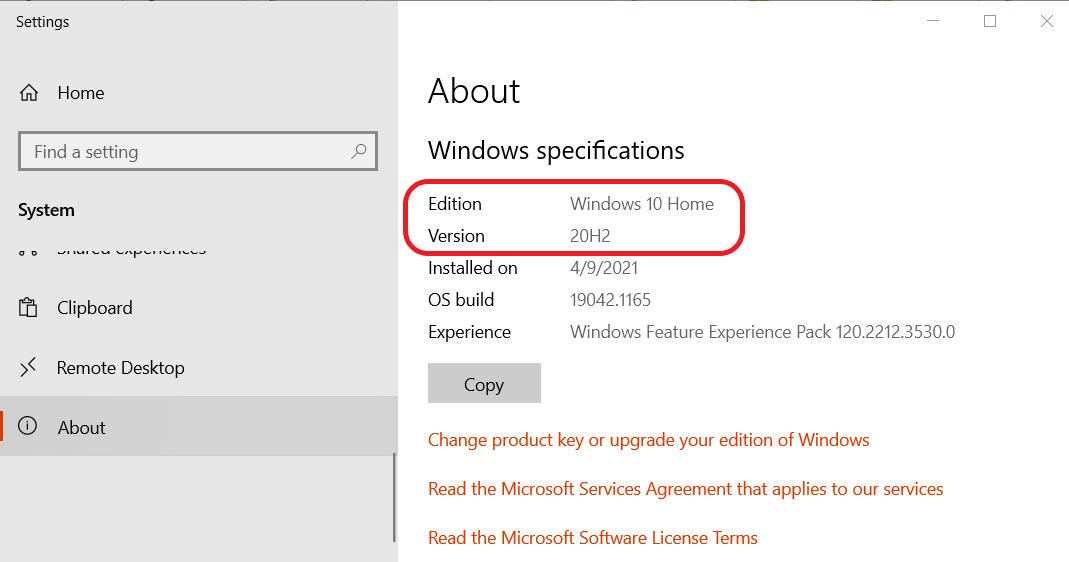 Settings
Home
Find a setting
System
Shared experiences
Clipboard
Remote Desktop
About
About
Windows specifications
Edition Windows 10 Home
Version 20H2
Installed on 4/9/2021
OS build 19042.1165
Experience Windows Feature Experience Pack 120.2212.3530.0
Copy
Change product key or upgrade your edition of Windows
Read the Microsoft Services Agreement that applies to our services
Read the Microsoft Software License Terms